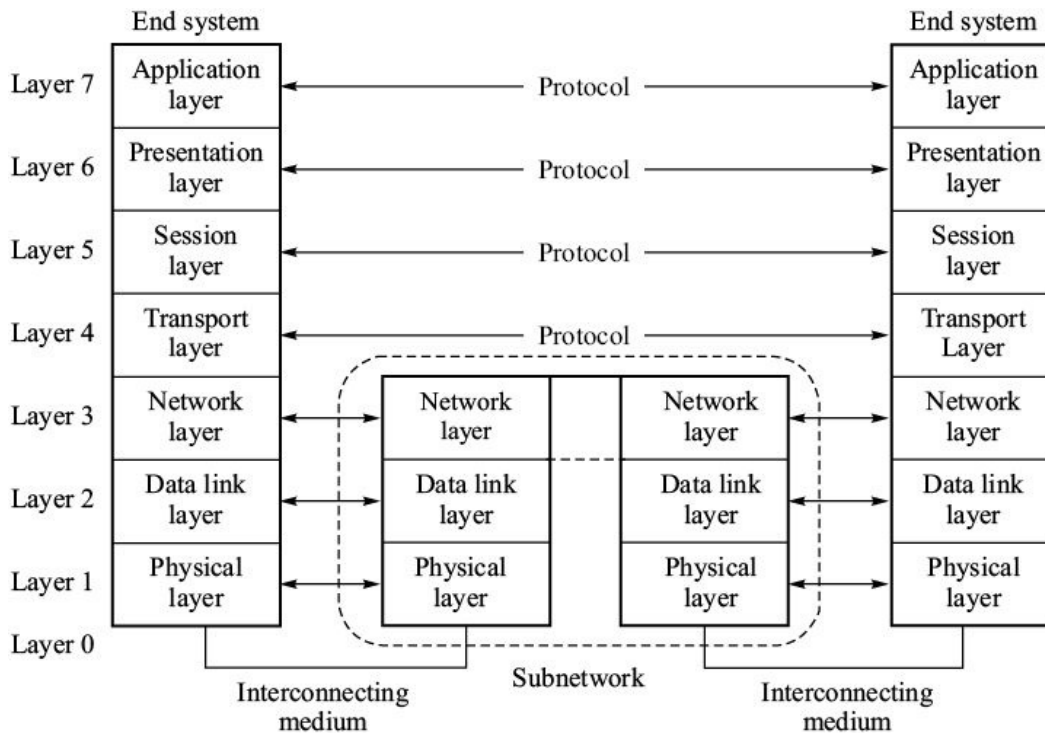 End system
End system
Layer 7
Application
layer
Protocol
Application
layer
Layer 6
Presentation
layer
Protocol
Presentation
layer
Layer 5
Session
layer
Protocol
Session
layer
Layer 4
Transport
layer
Protocol
Transport
Layer
Layer 3
Network
layer
Network
layer
Network
layer
Network
layer
Layer 2
Data link
layer
Data link
layer
Data link
layer
Data link
layer
Layer 1
Physical
layer
Physical
layer
Physical
layer
Physical
layer
Layer 0
Interconnecting
medium
Subnetwork
Interconnecting
medium